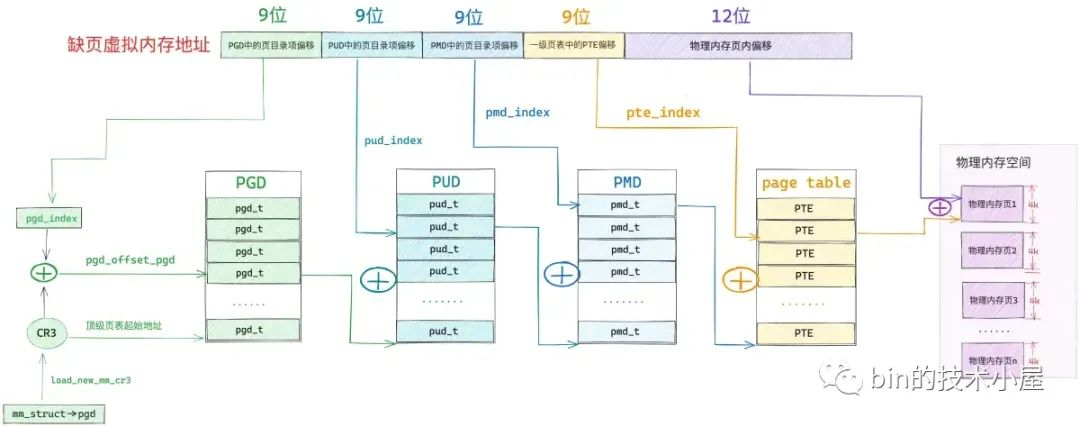 9位
9位
9位
9位
12位
缺页虚拟内存地址
PGD中的页目录项偏移
PUD中的页目录项偏移
PMD中的页目录项偏移
一级页表中的PTE偏移
物理内存页内偏移
pud_index
pmd_index
pte_index
pgd_index
pgd_offset_pgd
CR3
顶级页表起始地址
load_new_mm_cr3
mm_struct→pgd
PGD
pgd_t
pgd_t
pgd_t
pgd_t
......
pgd_t
PUD
pud_t
pud_t
pud_t
pud_t
.......
pud_t
PMD
pmd_t
pmd_t
pmd_t
pmd_t
.......
pmd_t
page table
PTE
PTE
PTE
PTE
......
PTE
物理内存空间
物理内存页1
4k
物理内存页2
4k
物理内存页3
4k
......
物理内存页n
4k
bin的技术小屋